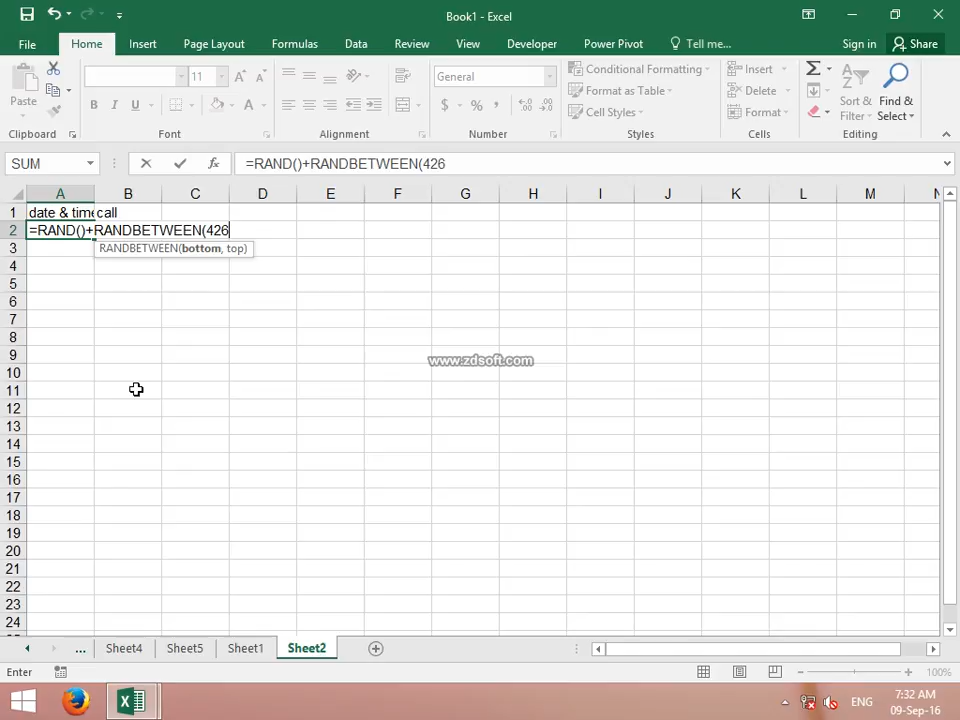 Book1 - Excel
File Home Insert Page Layout Formulas Data Review View Developer Power Pivot Tell me... Sign in Share
Paste
11
B I U
A
General
$ % ,
Conditional Formatting
Format as Table
Cell Styles
Insert
Delete
Format
Σ
Sort & Filter
Find & Select
Clipboard Font Alignment Number Styles Cells Editing
SUM fx =RAND()+RANDBETWEEN(426
A B C D E F G H I J K L M N
1 date & time call
2 =RAND()+RANDBETWEEN(426
3 RANDBETWEEN(bottom, top)
4
5
6
7
8
9
www.zdsoft.com
10
11
12
13
14
15
16
17
18
19
20
21
22
23
24
... Sheet4 Sheet5 Sheet1 Sheet2
Enter 100%
ENG 7:32 AM
09-Sep-16